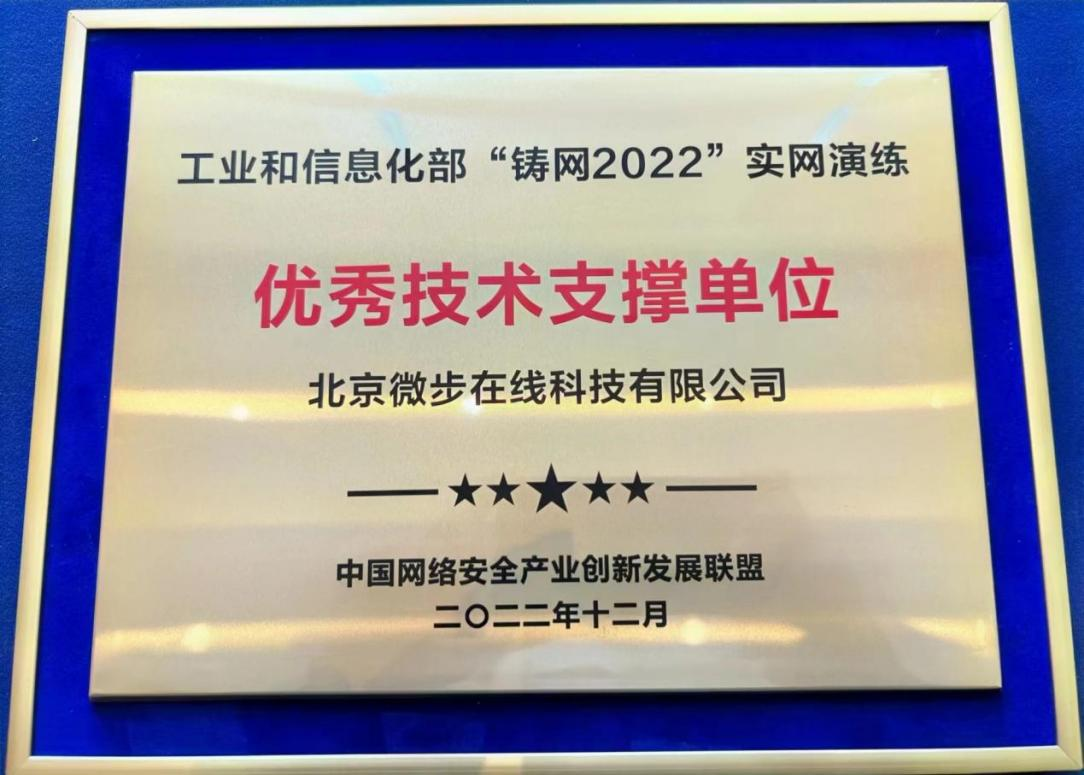 工业和信息化部“铸网2022”实网演练
优秀技术支撑单位
北京微步在线科技有限公司
中国网络安全产业创新发展联盟
二〇二二年十二月